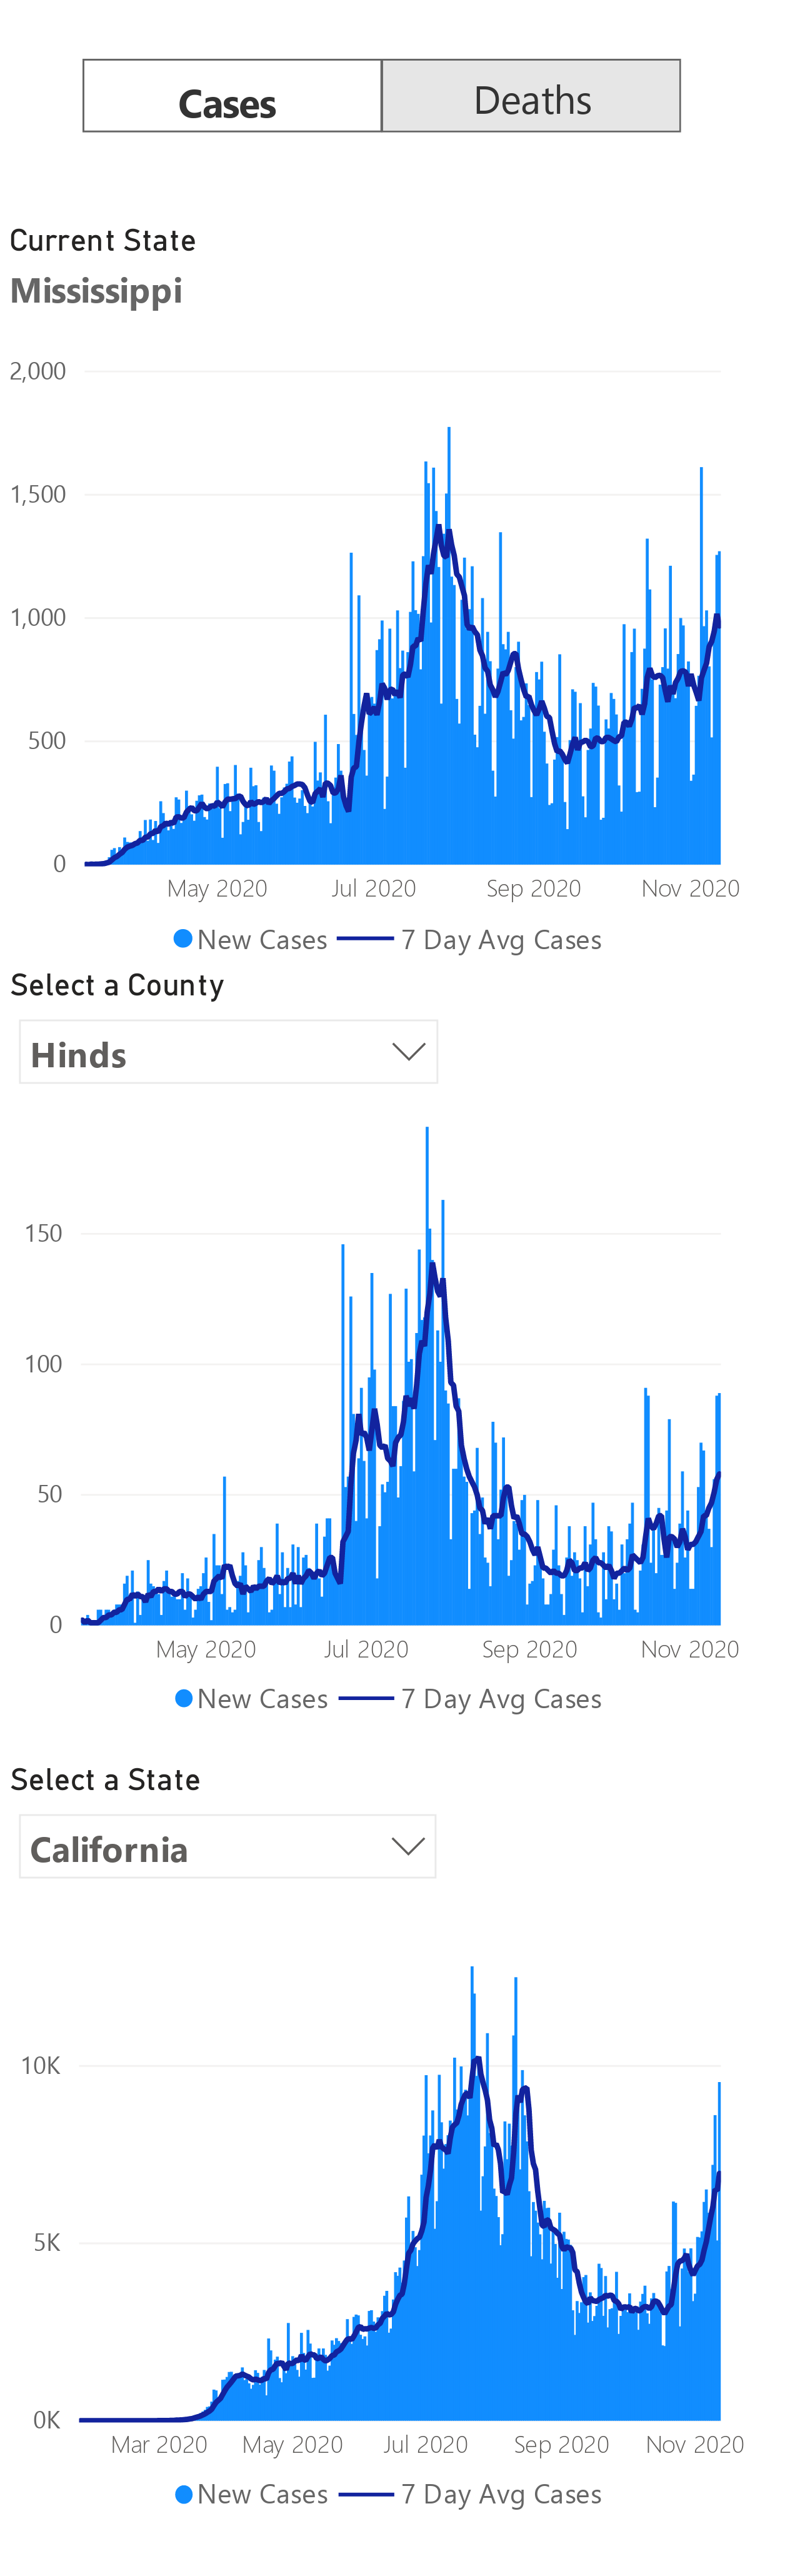 Cases Deaths
Current State
Mississippi
2,000
1,500
1,000
500
0
May 2020 Jul 2020 Sep 2020 Nov 2020
New Cases 7 Day Avg Cases
Select a County
Hinds
150
100
50
0
May 2020 Jul 2020 Sep 2020 Nov 2020
New Cases 7 Day Avg Cases
Select a State
California
10K
5K
0K
Mar 2020 May 2020 Jul 2020 Sep 2020 Nov 2020
New Cases 7 Day Avg Cases